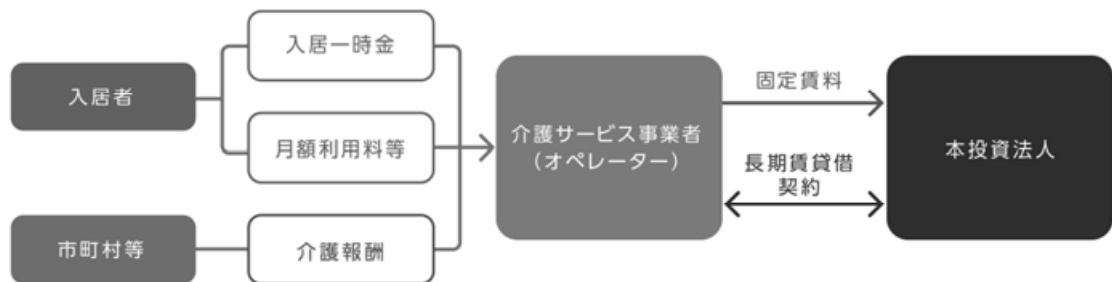 入居者
入居一時金
月額利用料等
市町村等
介護報酬
介護サービス事業者
（オペレーター）
固定賃料
長期賃貸借
契約
本投資法人